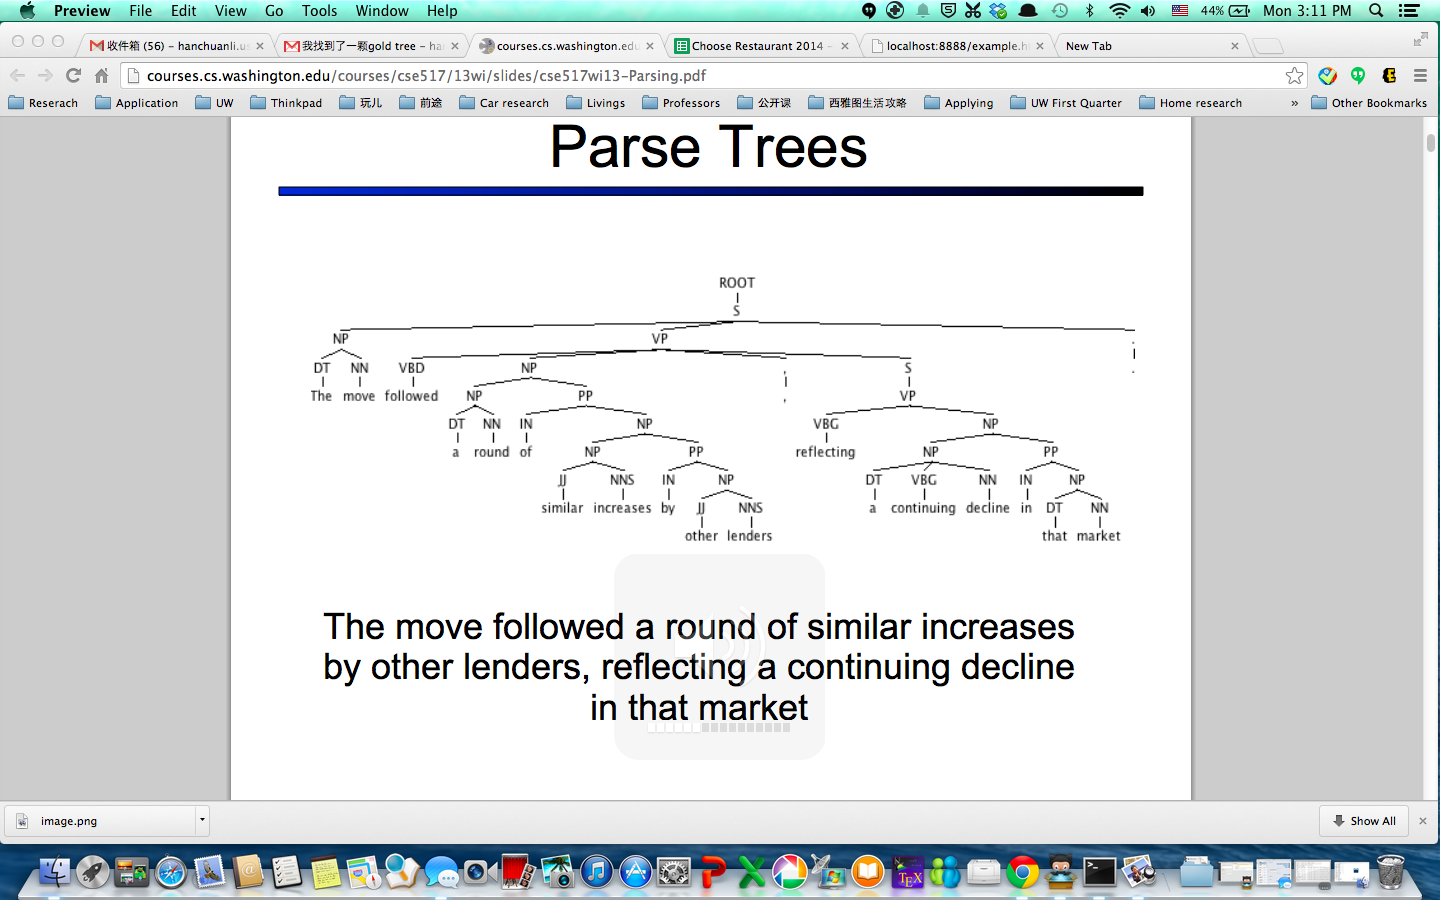 Preview File Edit View Go Tools Window Help 44% Mon 3:11 PM
收件箱 (56) – hanchuanli.us 我找到了一颗gold tree – ha courses.cs.washington.edu Choose Restaurant 2014 – localhost:8888/example.h New Tab
courses.cs.washington.edu/courses/cse517/13wi/slides/cse517wi13-Parsing.pdf
Reserach Application UW Thinkpad 玩儿 前途 Car research Livings Professors 公开课 西雅图生活攻略 Applying UW First Quarter Home research » Other Bookmarks
Parse Trees
ROOT
S
NP VP .
DT NN VBD NP , S .
The move followed NP PP , VP
DT NN IN NP VBG NP
a round of NP PP reflecting NP PP
JJ NNS IN NP DT VBG NN IN NP
similar increases by JJ NNS a continuing decline in DT NN
other lenders that market
The move followed a round of similar increases
by other lenders, reflecting a continuing decline
in that market
image.png Show All
TEX